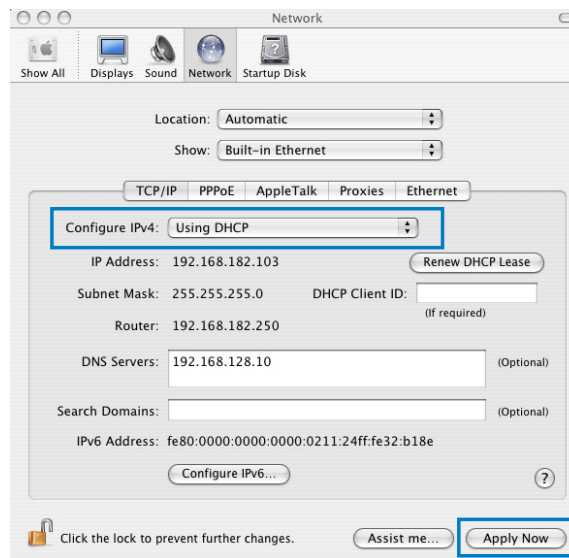 Network
Show All Displays Sound Network Startup Disk
Location: Automatic
Show: Built-in Ethernet
TCP/IP PPPoE AppleTalk Proxies Ethernet
Configure IPv4: Using DHCP
IP Address: 192.168.182.103 Renew DHCP Lease
Subnet Mask: 255.255.255.0 DHCP Client ID:
(If required)
Router: 192.168.182.250
DNS Servers: 192.168.128.10 (Optional)
Search Domains: (Optional)
IPv6 Address: fe80:0000:0000:0000:0211:24ff:fe32:b18e
Configure IPv6... ?
Click the lock to prevent further changes. Assist me... Apply Now